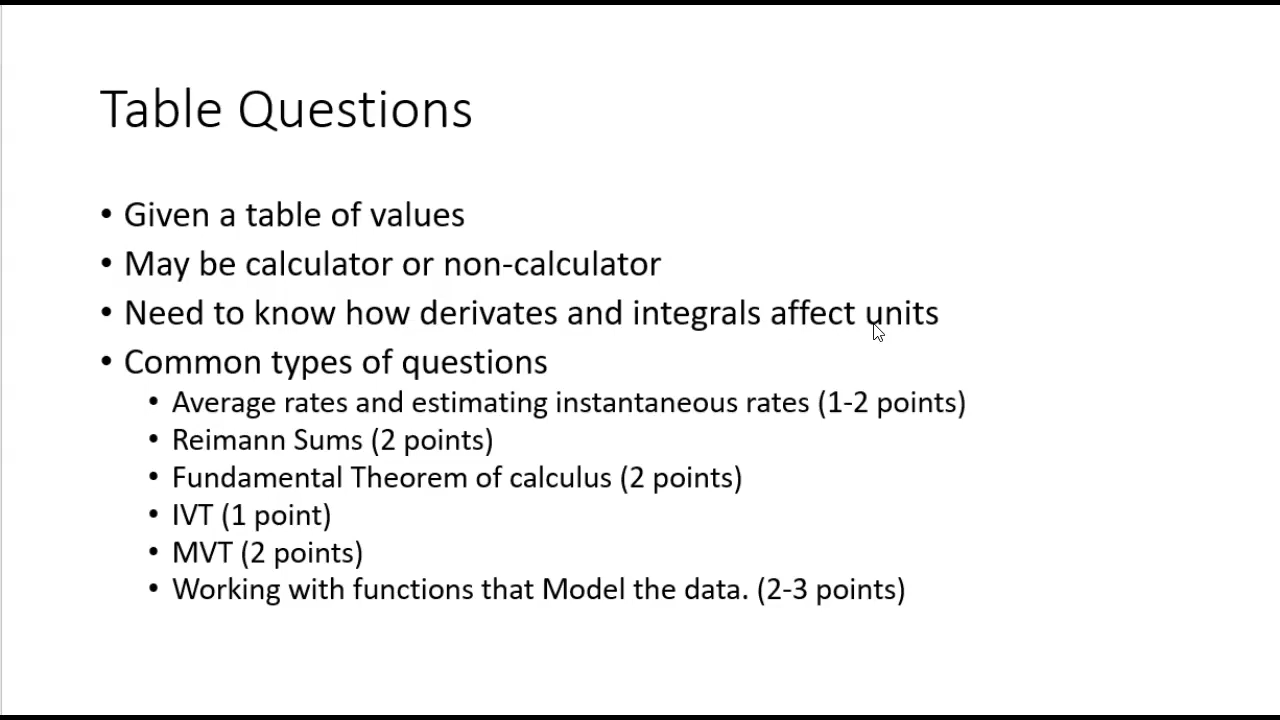 Table Questions
• Given a table of values
• May be calculator or non-calculator
• Need to know how derivates and integrals affect units
• Common types of questions
• Average rates and estimating instantaneous rates (1-2 points)
• Reimann Sums (2 points)
• Fundamental Theorem of calculus (2 points)
• IVT (1 point)
• MVT (2 points)
• Working with functions that Model the data. (2-3 points)